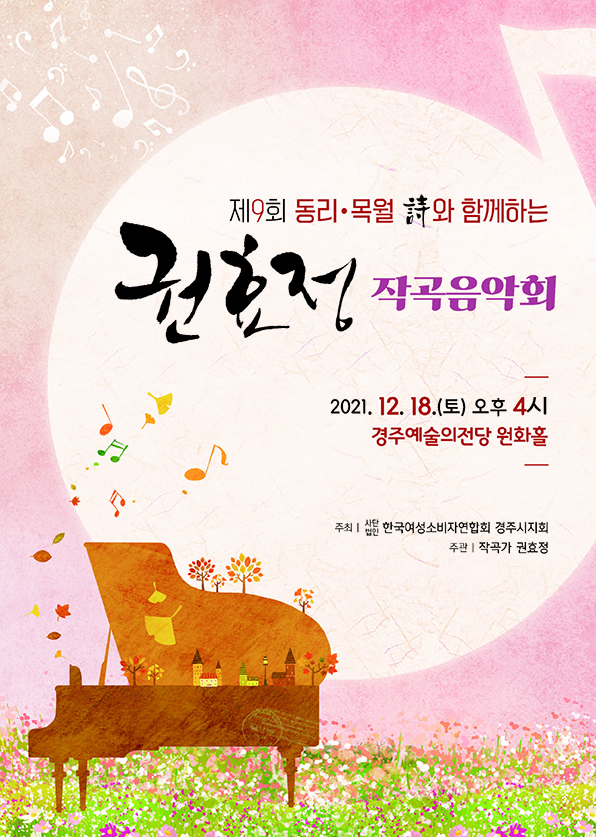 제9회 동리•목월 詩와 함께하는
권효정 작곡음악회
2021. 12. 18.(토) 오후 4시
경주예술의전당 원화홀
주최 | 사단법인 한국여성소비자연합회 경주시지회
주관 | 작곡가 권효정